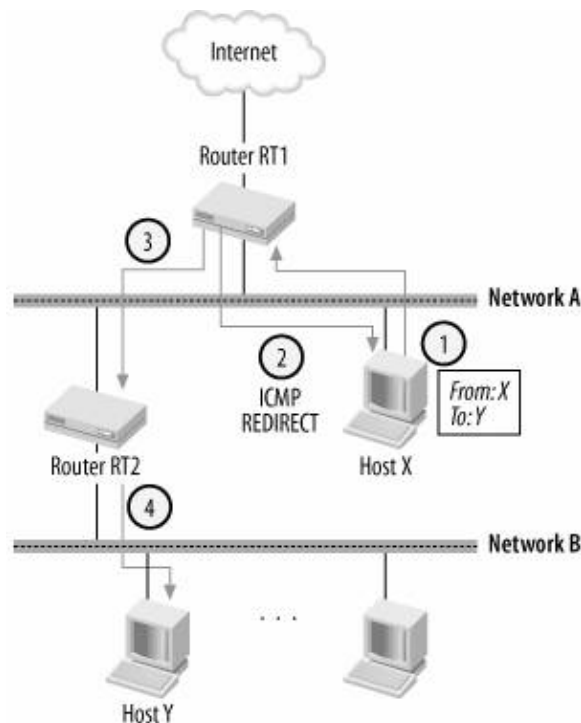 Internet
Router RT1
3
Network A
2
ICMP
REDIRECT
1
From: X
To: Y
Host X
Router RT2
4
Network B
. . .
Host Y